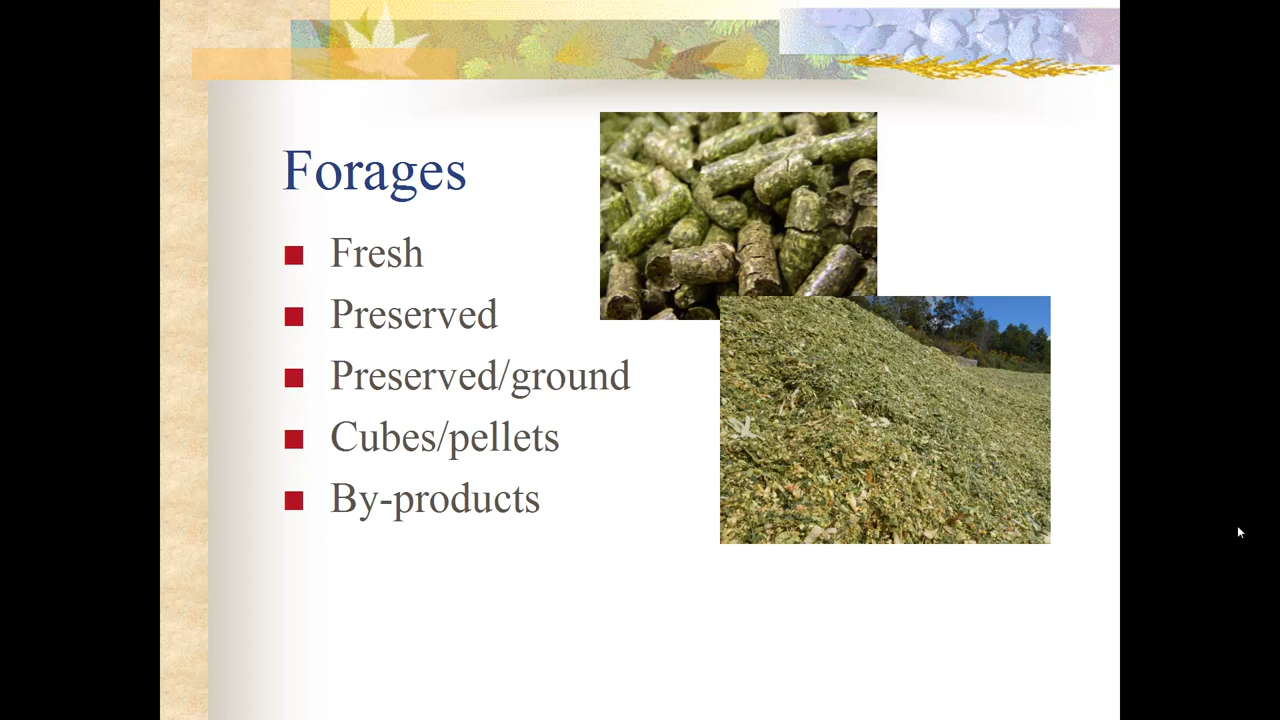 Forages
Fresh
Preserved
Preserved/ground
Cubes/pellets
By-products